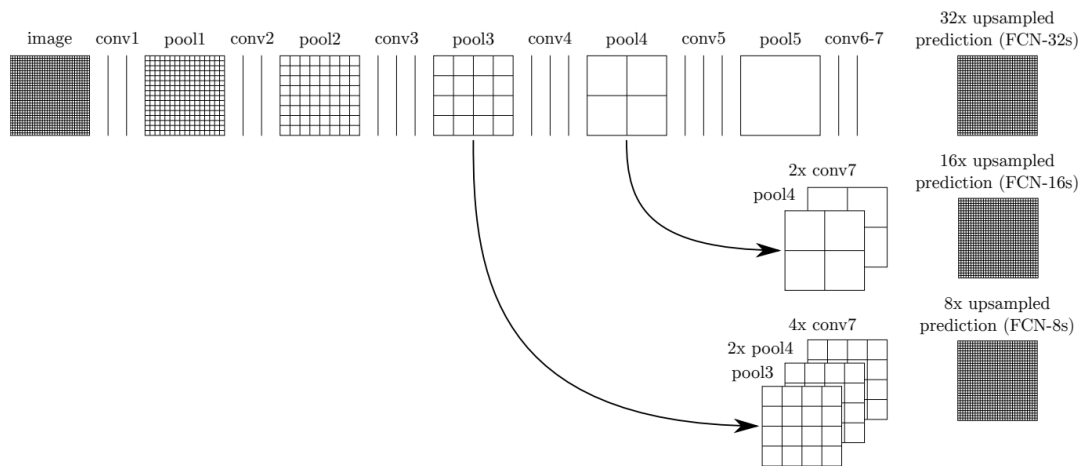 32x upsampled
image conv1 pool1 conv2 pool2 conv3 pool3 conv4 pool4 conv5 pool5 conv6-7 prediction (FCN-32s)
2x conv7
16x upsampled
pool4
prediction (FCN-16s)
4x conv7
8x upsampled
prediction (FCN-8s)
2x pool4
pool3